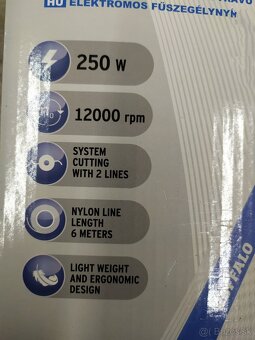 HU ELEKTROMOS FŰSZEGÉLYNYÍ
250 W
12000 rpm
SYSTEM
CUTTING
WITH 2 LINES
NYLON LINE
LENGTH
6 METERS
LIGHT WEIGHT
AND ERGONOMIC
DESIGN